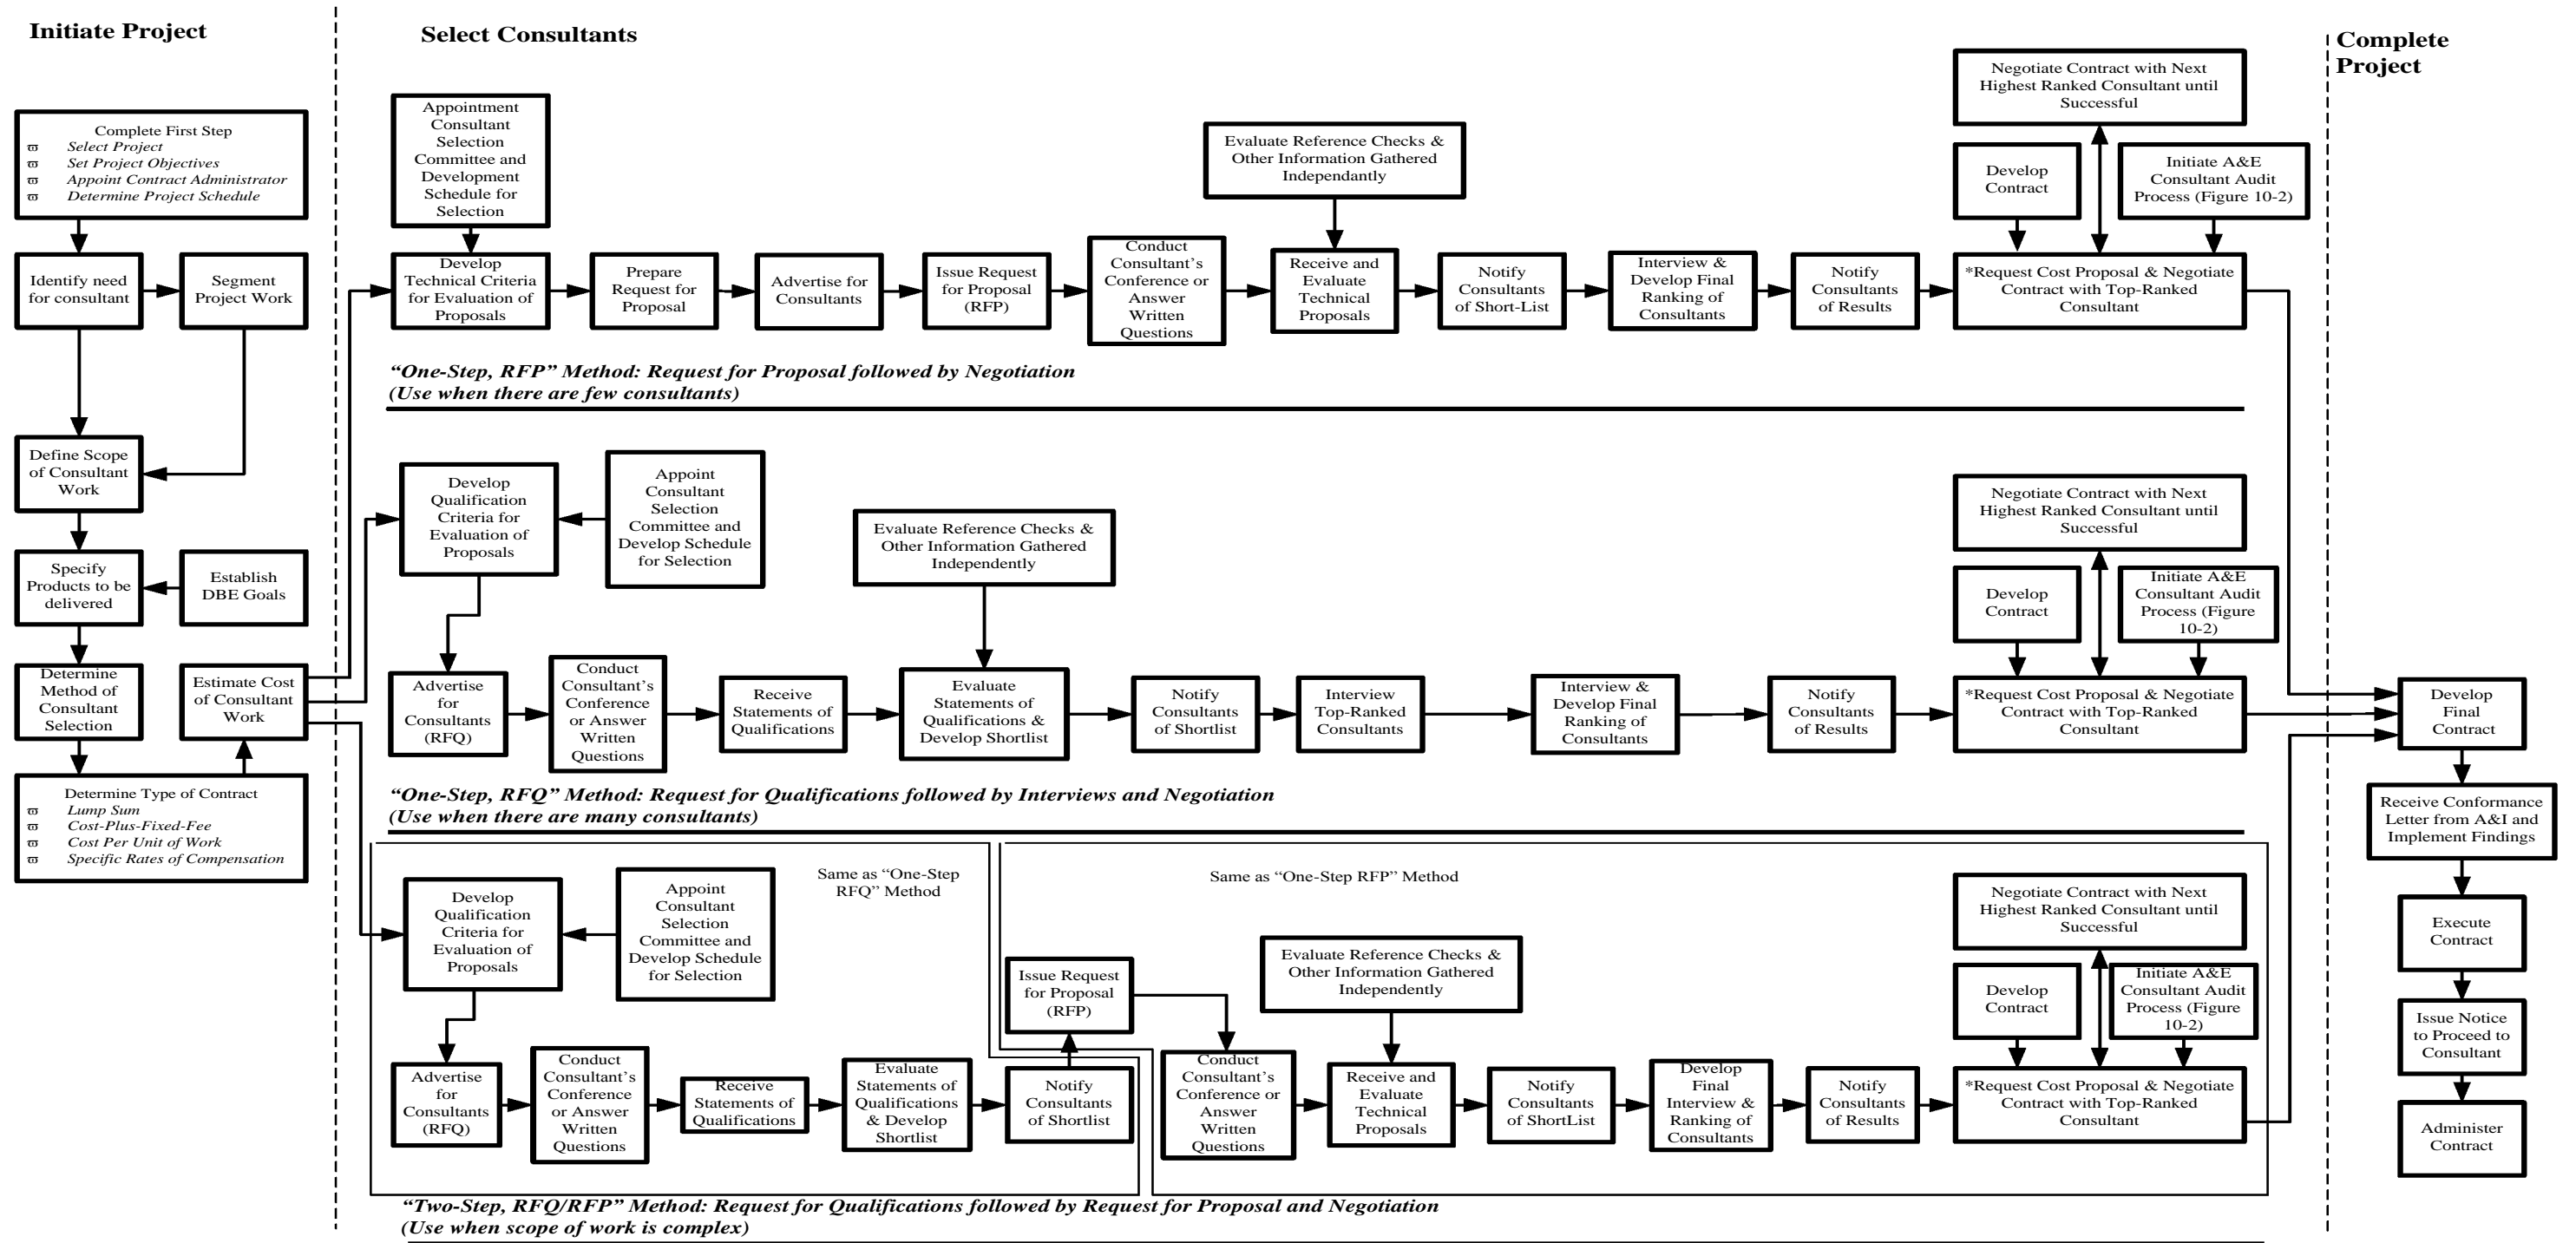 Initiate Project
Complete First Step
ϖ Select Project
ϖ Set Project Objectives
ϖ Appoint Contract Administrator
ϖ Determine Project Schedule
Identify need
for consultant
Segment
Project Work
Define Scope
of Consultant
Work
Specify
Products to be
delivered
Establish
DBE Goals
Determine
Method of
Consultant
Selection
Estimate Cost
of Consultant
Work
Determine Type of Contract
ϖ Lump Sum
ϖ Cost-Plus-Fixed-Fee
ϖ Cost Per Unit of Work
ϖ Specific Rates of Compensation
Select Consultants
Appointment
Consultant
Selection
Committee and
Development
Schedule for
Selection
Develop
Technical Criteria
for Evaluation of
Proposals
Prepare
Request for
Proposal
Advertise for
Consultants
Issue Request
for Proposal
(RFP)
Conduct
Consultant’s
Conference or
Answer
Written
Questions
Evaluate Reference Checks &
Other Information Gathered
Independantly
Receive and
Evaluate
Technical
Proposals
Notify
Consultants
of Short-List
Interview &
Develop Final
Ranking of
Consultants
Notify
Consultants
of Results
Negotiate Contract with Next
Highest Ranked Consultant until
Successful
Develop
Contract
Initiate A&E
Consultant Audit
Process (Figure 10-2)
*Request Cost Proposal & Negotiate
Contract with Top-Ranked
Consultant
“One-Step, RFP” Method: Request for Proposal followed by Negotiation
(Use when there are few consultants)
Develop
Qualification
Criteria for
Evaluation of
Proposals
Appoint
Consultant
Selection
Committee and
Develop Schedule
for Selection
Evaluate Reference Checks &
Other Information Gathered
Independently
Advertise
for
Consultants
(RFQ)
Conduct
Consultant’s
Conference
or Answer
Written
Questions
Receive
Statements of
Qualifications
Evaluate
Statements of
Qualifications &
Develop Shortlist
Notify
Consultants
of Shortlist
Interview
Top-Ranked
Consultants
Interview &
Develop Final
Ranking of
Consultants
Notify
Consultants
of Results
Negotiate Contract with Next
Highest Ranked Consultant until
Successful
Develop
Contract
Initiate A&E
Consultant Audit
Process (Figure
10-2)
*Request Cost Proposal & Negotiate
Contract with Top-Ranked
Consultant
“One-Step, RFQ” Method: Request for Qualifications followed by Interviews and Negotiation
(Use when there are many consultants)
Same as “One-Step
RFQ” Method
Develop
Qualification
Criteria for
Evaluation of
Proposals
Appoint
Consultant
Selection
Committee and
Develop Schedule
for Selection
Advertise
for
Consultants
(RFQ)
Conduct
Consultant’s
Conference
or Answer
Written
Questions
Receive
Statements of
Qualifications
Evaluate
Statements of
Qualifications
& Develop
Shortlist
Notify
Consultants
of Shortlist
Same as “One-Step RFP” Method
Issue Request
for Proposal
(RFP)
Evaluate Reference Checks &
Other Information Gathered
Independently
Conduct
Consultant’s
Conference or
Answer
Written
Questions
Receive and
Evaluate
Technical
Proposals
Notify
Consultants
of ShortList
Develop
Final
Interview &
Ranking of
Consultants
Notify
Consultants
of Results
Negotiate Contract with Next
Highest Ranked Consultant until
Successful
Develop
Contract
Initiate A&E
Consultant Audit
Process (Figure
10-2)
*Request Cost Proposal & Negotiate
Contract with Top-Ranked
Consultant
“Two-Step, RFQ/RFP” Method: Request for Qualifications followed by Request for Proposal and Negotiation
(Use when scope of work is complex)
Complete
Project
Develop
Final
Contract
Receive Conformance
Letter from A&I and
Implement Findings
Execute
Contract
Issue Notice
to Proceed to
Consultant
Administer
Contract